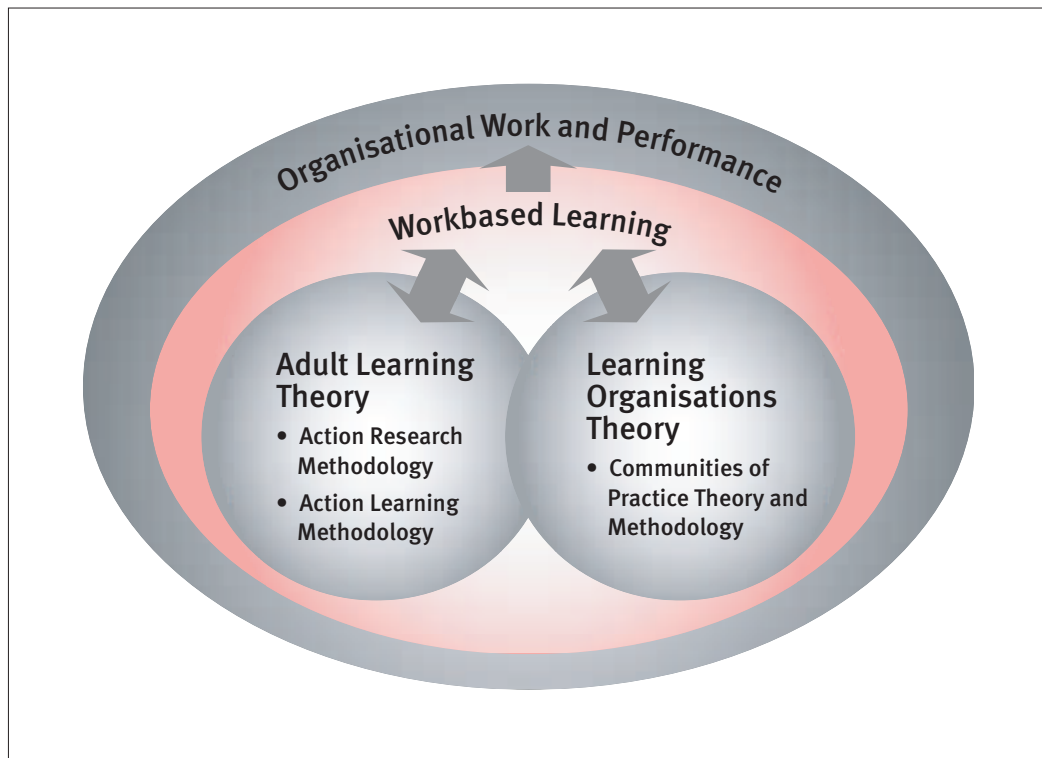 Organisational Work and Performance
Workbased Learning
Adult Learning
Theory
• Action Research
Methodology
• Action Learning
Methodology
Learning
Organisations
Theory
• Communities of
Practice Theory and
Methodology